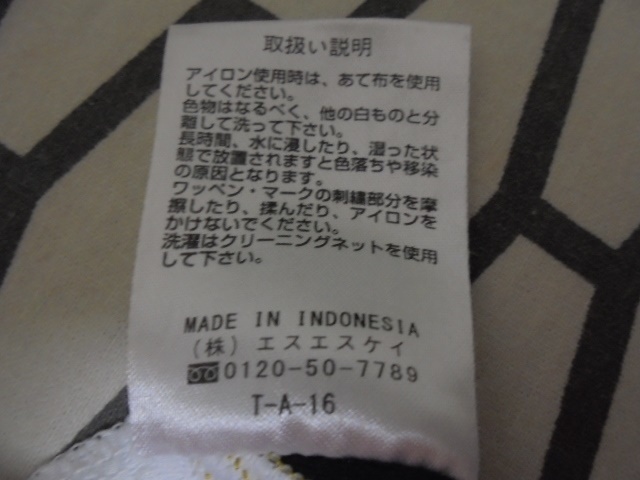 取扱い説明
アイロン使用時は、あて布を使用
してください。
色物はなるべく、他の白ものと分
離して洗って下さい。
長時間、水に浸したり、湿った状
態で放置されますと色落ちや移染
の原因となります。
ワッペン・マークの刺繍部分を摩
擦したり、揉んだり、アイロンを
かけないでください。
洗濯はクリーニングネットを使用
して下さい。
MADE IN INDONESIA
(株) エスエスケイ
0120-50-7789
T-A-16